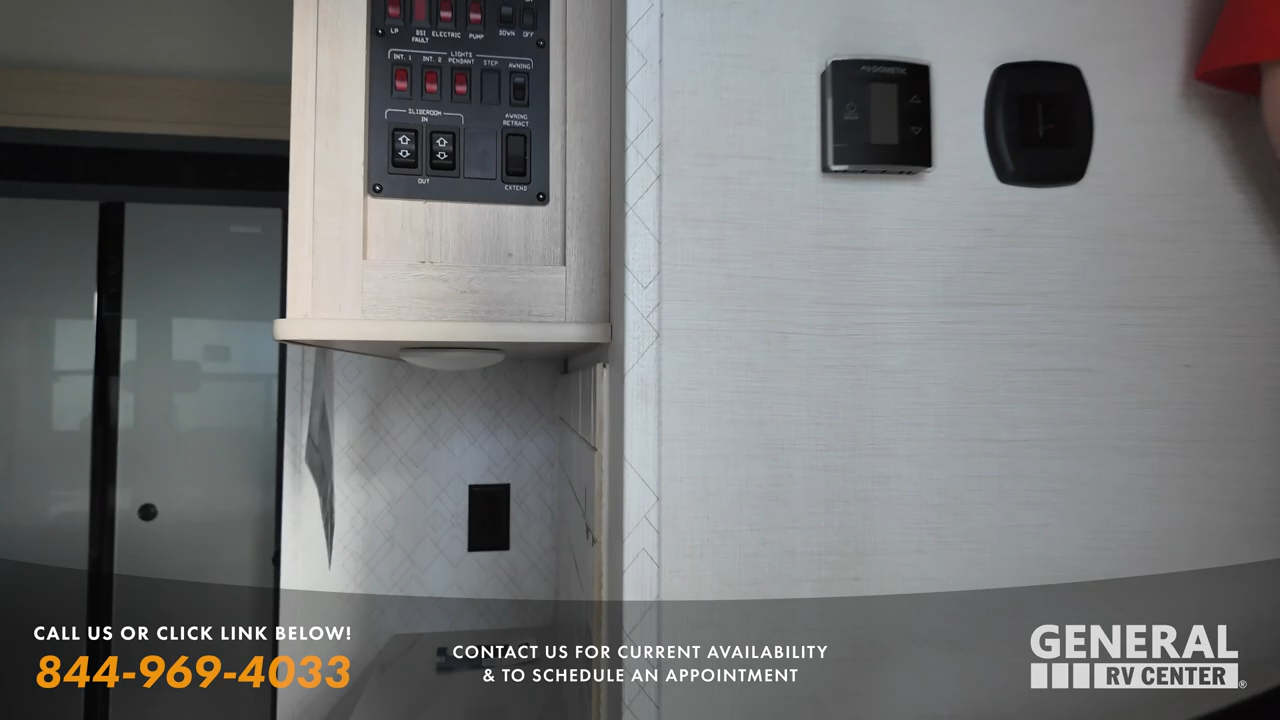 LP DSI FAULT ELECTRIC PUMP DOWN OFF
LIGHTS
INT. 1 INT. 2 PENDANT STEP AWNING
SLIDEROOM
IN
AWNING
RETRACT
OUT
EXTEND
DOMETIC
CALL US OR CLICK LINK BELOW!
844-969-4033
CONTACT US FOR CURRENT AVAILABILITY
& TO SCHEDULE AN APPOINTMENT
GENERAL
RV CENTER®